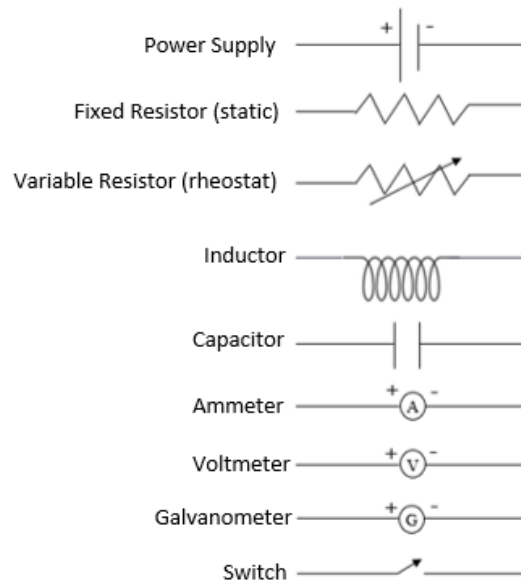 Power Supply + -
Fixed Resistor (static)
Variable Resistor (rheostat)
Inductor
Capacitor
Ammeter + A -
Voltmeter + V -
Galvanometer + G -
Switch